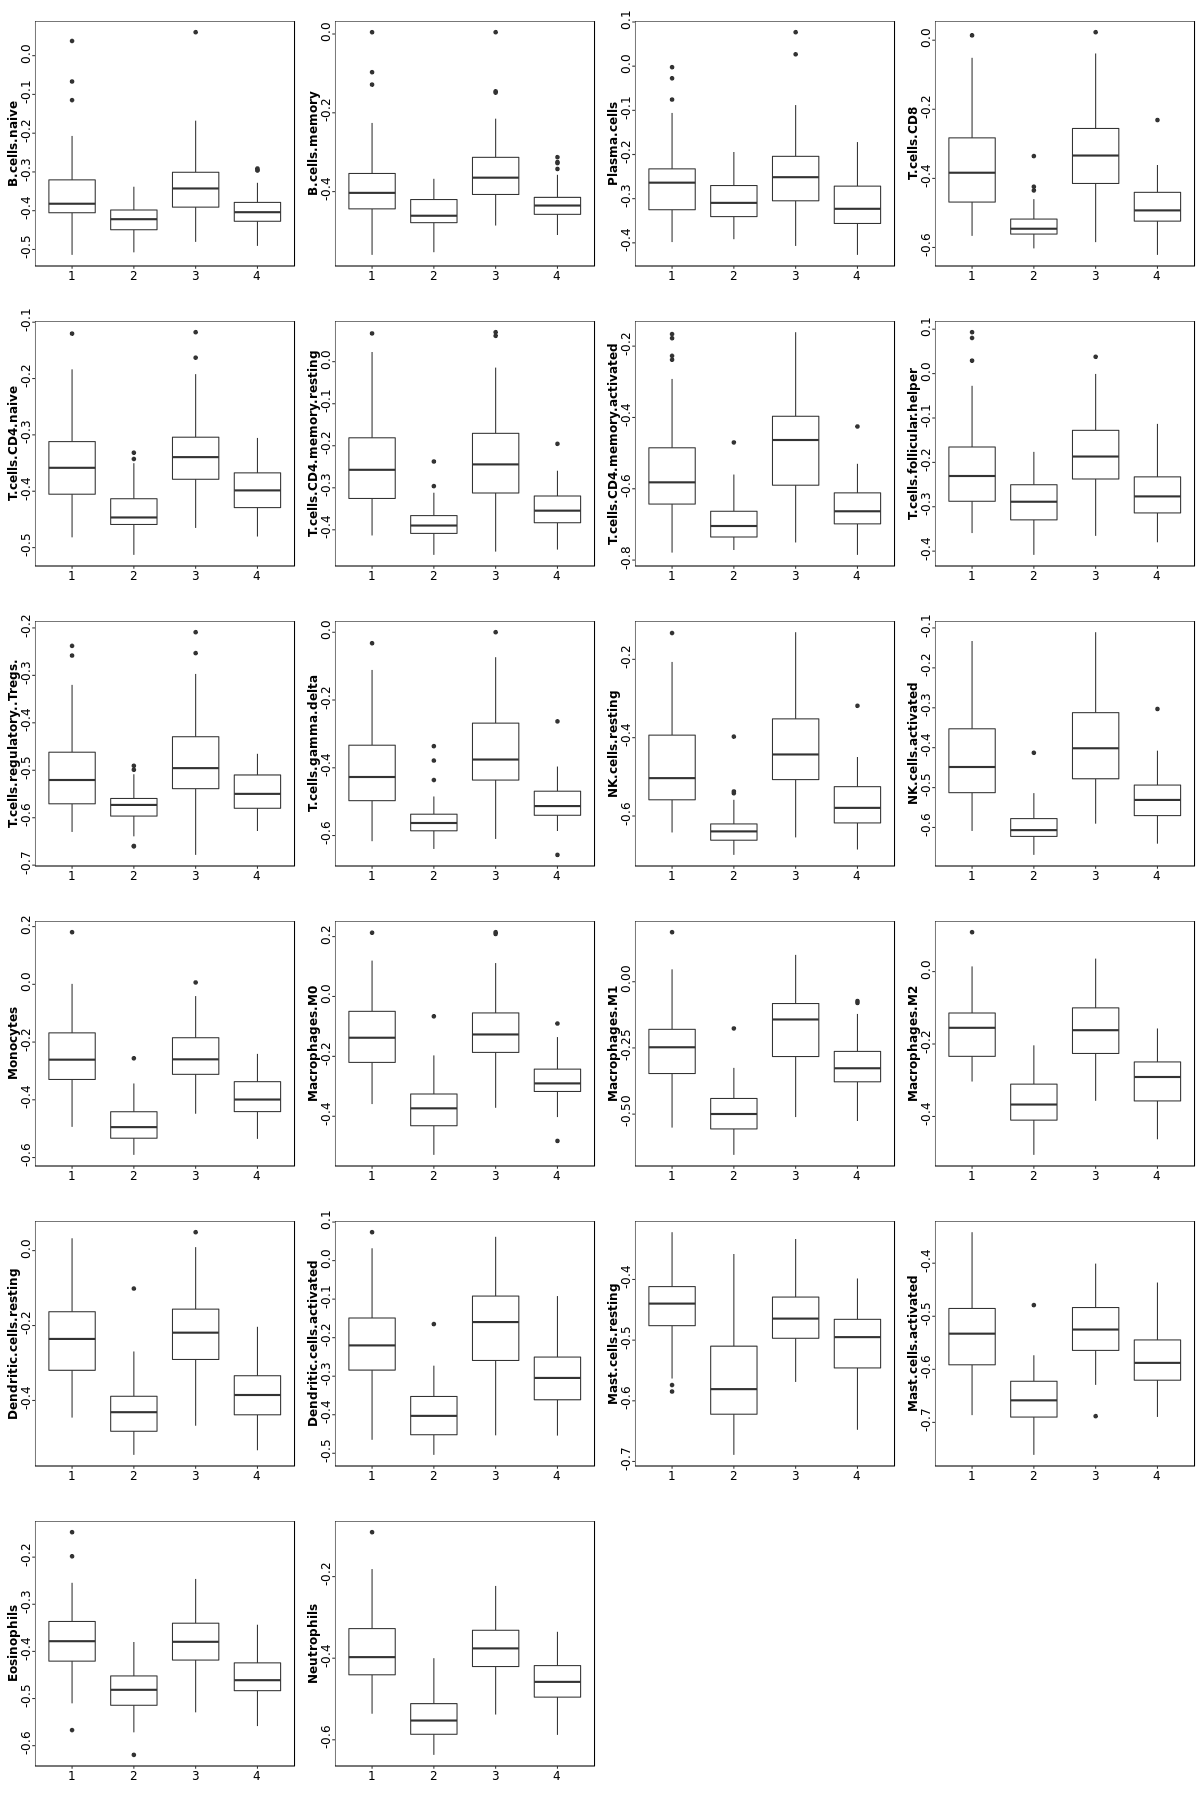 B.cells.naive
-0.5 -0.4 -0.3 -0.2 -0.1 0.0
1 2 3 4
B.cells.memory
-0.4 -0.2 0.0
1 2 3 4
Plasma.cells
-0.4 -0.3 -0.2 -0.1 0.0 0.1
1 2 3 4
T.cells.CD8
-0.6 -0.4 -0.2 0.0
1 2 3 4
T.cells.CD4.naive
-0.5 -0.4 -0.3 -0.2 -0.1
1 2 3 4
T.cells.CD4.memory.resting
-0.4 -0.3 -0.2 -0.1 0.0
1 2 3 4
T.cells.CD4.memory.activated
-0.8 -0.6 -0.4 -0.2
1 2 3 4
T.cells.follicular.helper
-0.4 -0.3 -0.2 -0.1 0.0 0.1
1 2 3 4
T.cells.regulatory..Tregs.
-0.7 -0.6 -0.5 -0.4 -0.3 -0.2
1 2 3 4
T.cells.gamma.delta
-0.6 -0.4 -0.2 0.0
1 2 3 4
NK.cells.resting
-0.6 -0.4 -0.2
1 2 3 4
NK.cells.activated
-0.6 -0.5 -0.4 -0.3 -0.2 -0.1
1 2 3 4
Monocytes
-0.6 -0.4 -0.2 0.0 0.2
1 2 3 4
Macrophages.M0
-0.4 -0.2 0.0 0.2
1 2 3 4
Macrophages.M1
-0.50 -0.25 0.00
1 2 3 4
Macrophages.M2
-0.4 -0.2 0.0
1 2 3 4
Dendritic.cells.resting
-0.4 -0.2 0.0
1 2 3 4
Dendritic.cells.activated
-0.5 -0.4 -0.3 -0.2 -0.1 0.0 0.1
1 2 3 4
Mast.cells.resting
-0.7 -0.6 -0.5 -0.4
1 2 3 4
Mast.cells.activated
-0.7 -0.6 -0.5 -0.4
1 2 3 4
Eosinophils
-0.6 -0.5 -0.4 -0.3 -0.2
1 2 3 4
Neutrophils
-0.6 -0.4 -0.2
1 2 3 4